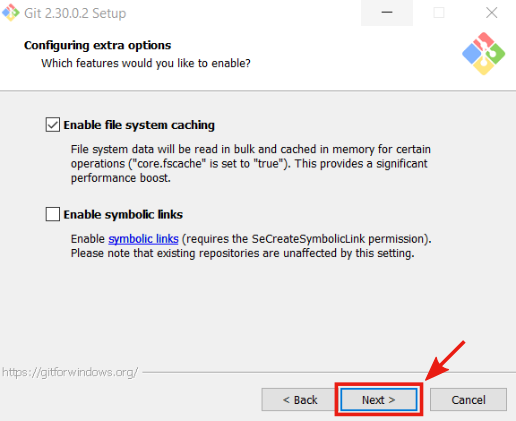 Git 2.30.0.2 Setup
Configuring extra options
Which features would you like to enable?
Enable file system caching
File system data will be read in bulk and cached in memory for certain
operations ("core.fscache" is set to "true"). This provides a significant
performance boost.
Enable symbolic links
Enable symbolic links (requires the SeCreateSymbolicLink permission).
Please note that existing repositories are unaffected by this setting.
https://gitforwindows.org/
< Back Next > Cancel